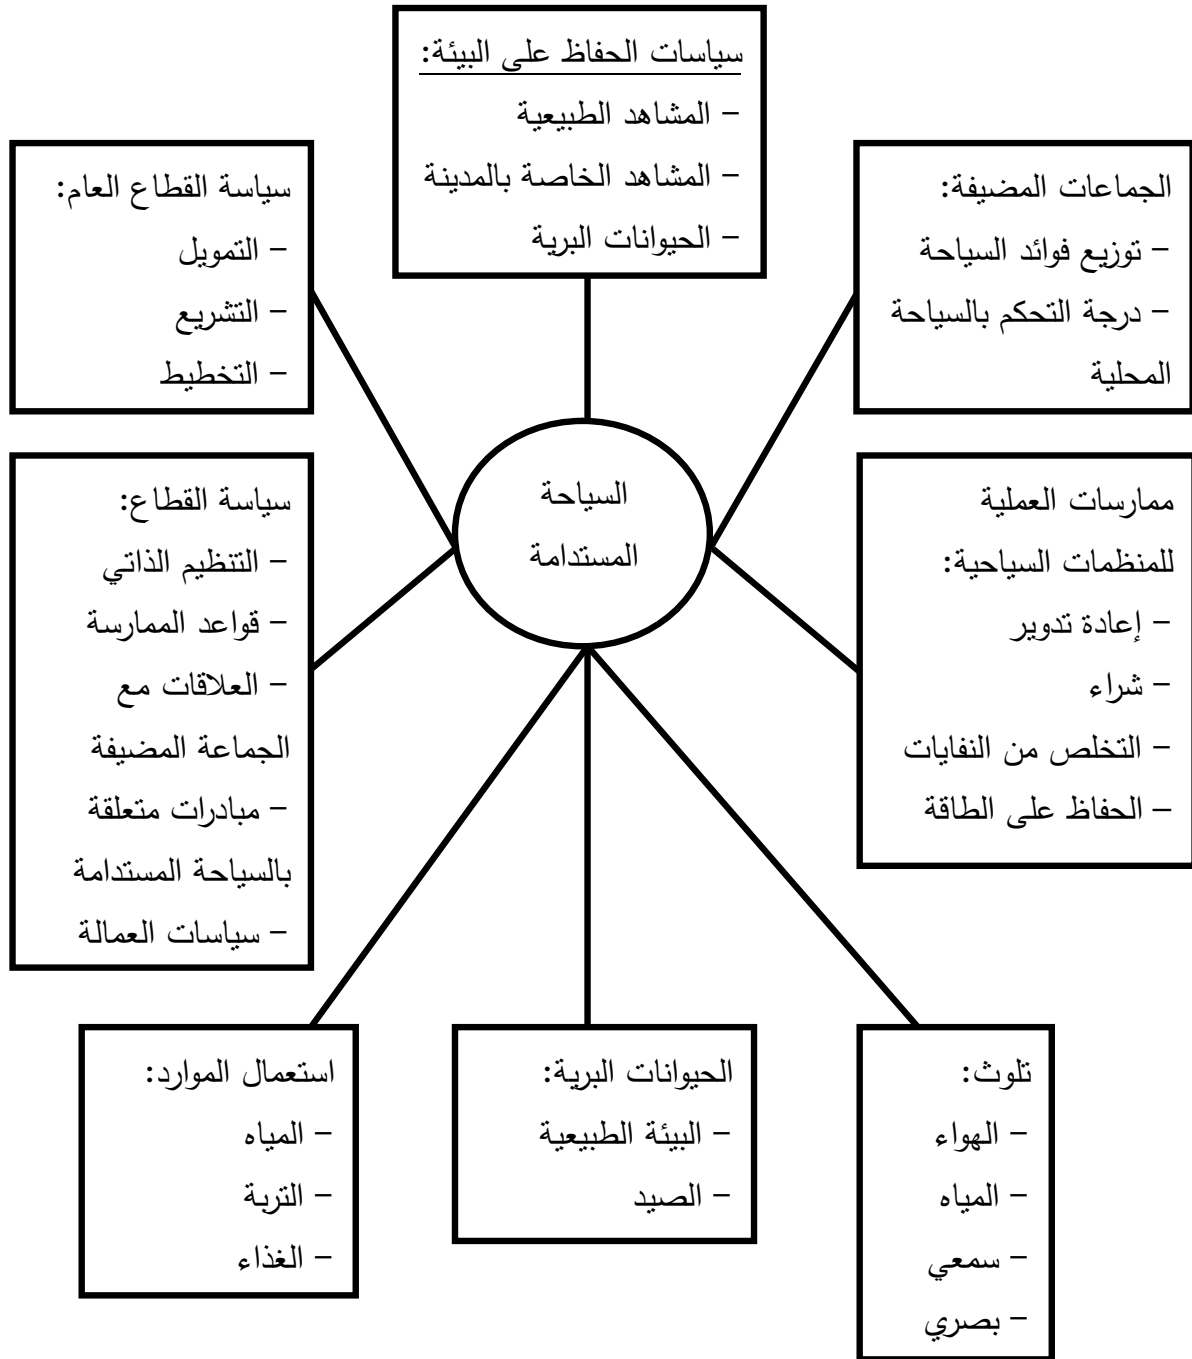 سياسات الحفاظ على البيئة:
– المشاهد الطبيعية
– المشاهد الخاصة بالمدينة
– الحيوانات البرية
الجماعات المضيفة:
– توزيع فوائد السياحة
– درجة التحكم بالسياحة
المحلية
سياسة القطاع العام:
– التمويل
– التشريع
– التخطيط
السياحة
المستدامة
ممارسات العملية
للمنظمات السياحية:
– إعادة تدوير
– شراء
– التخلص من النفايات
– الحفاظ على الطاقة
سياسة القطاع:
– التنظيم الذاتي
– قواعد الممارسة
– العلاقات مع
الجماعة المضيفة
– مبادرات متعلقة
بالسياحة المستدامة
– سياسات العمالة
تلوث:
– الهواء
– المياه
– سمعي
– بصري
الحيوانات البرية:
– البيئة الطبيعية
– الصيد
استعمال الموارد:
– المياه
– التربة
– الغذاء